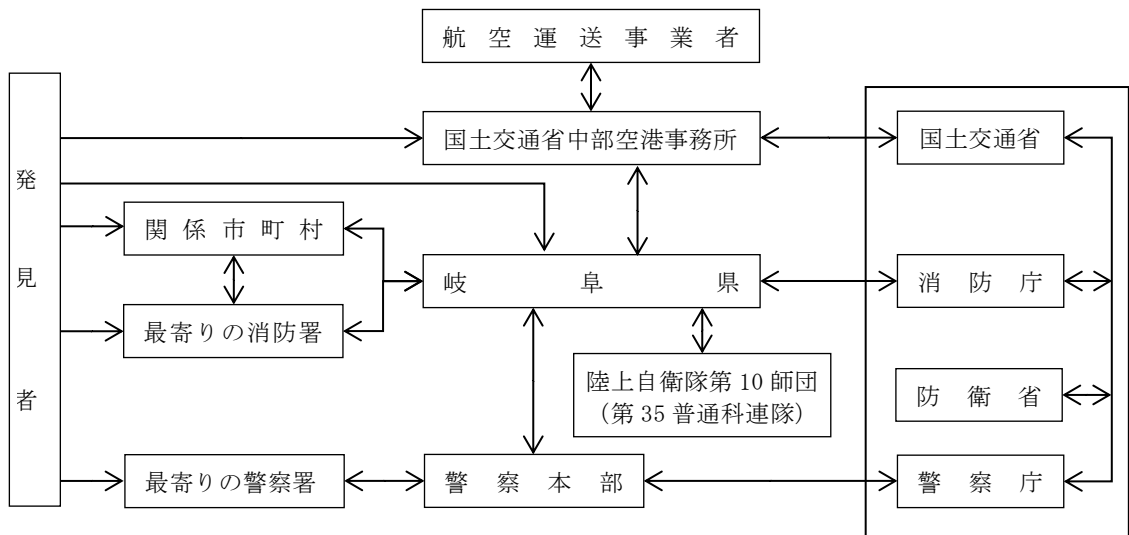 航空運送事業者
発見者
国土交通省中部空港事務所
国土交通省
関係市町村
岐阜県
消防庁
最寄りの消防署
陸上自衛隊第10師団
(第35普通科連隊)
防衛省
最寄りの警察署
警察本部
警察庁